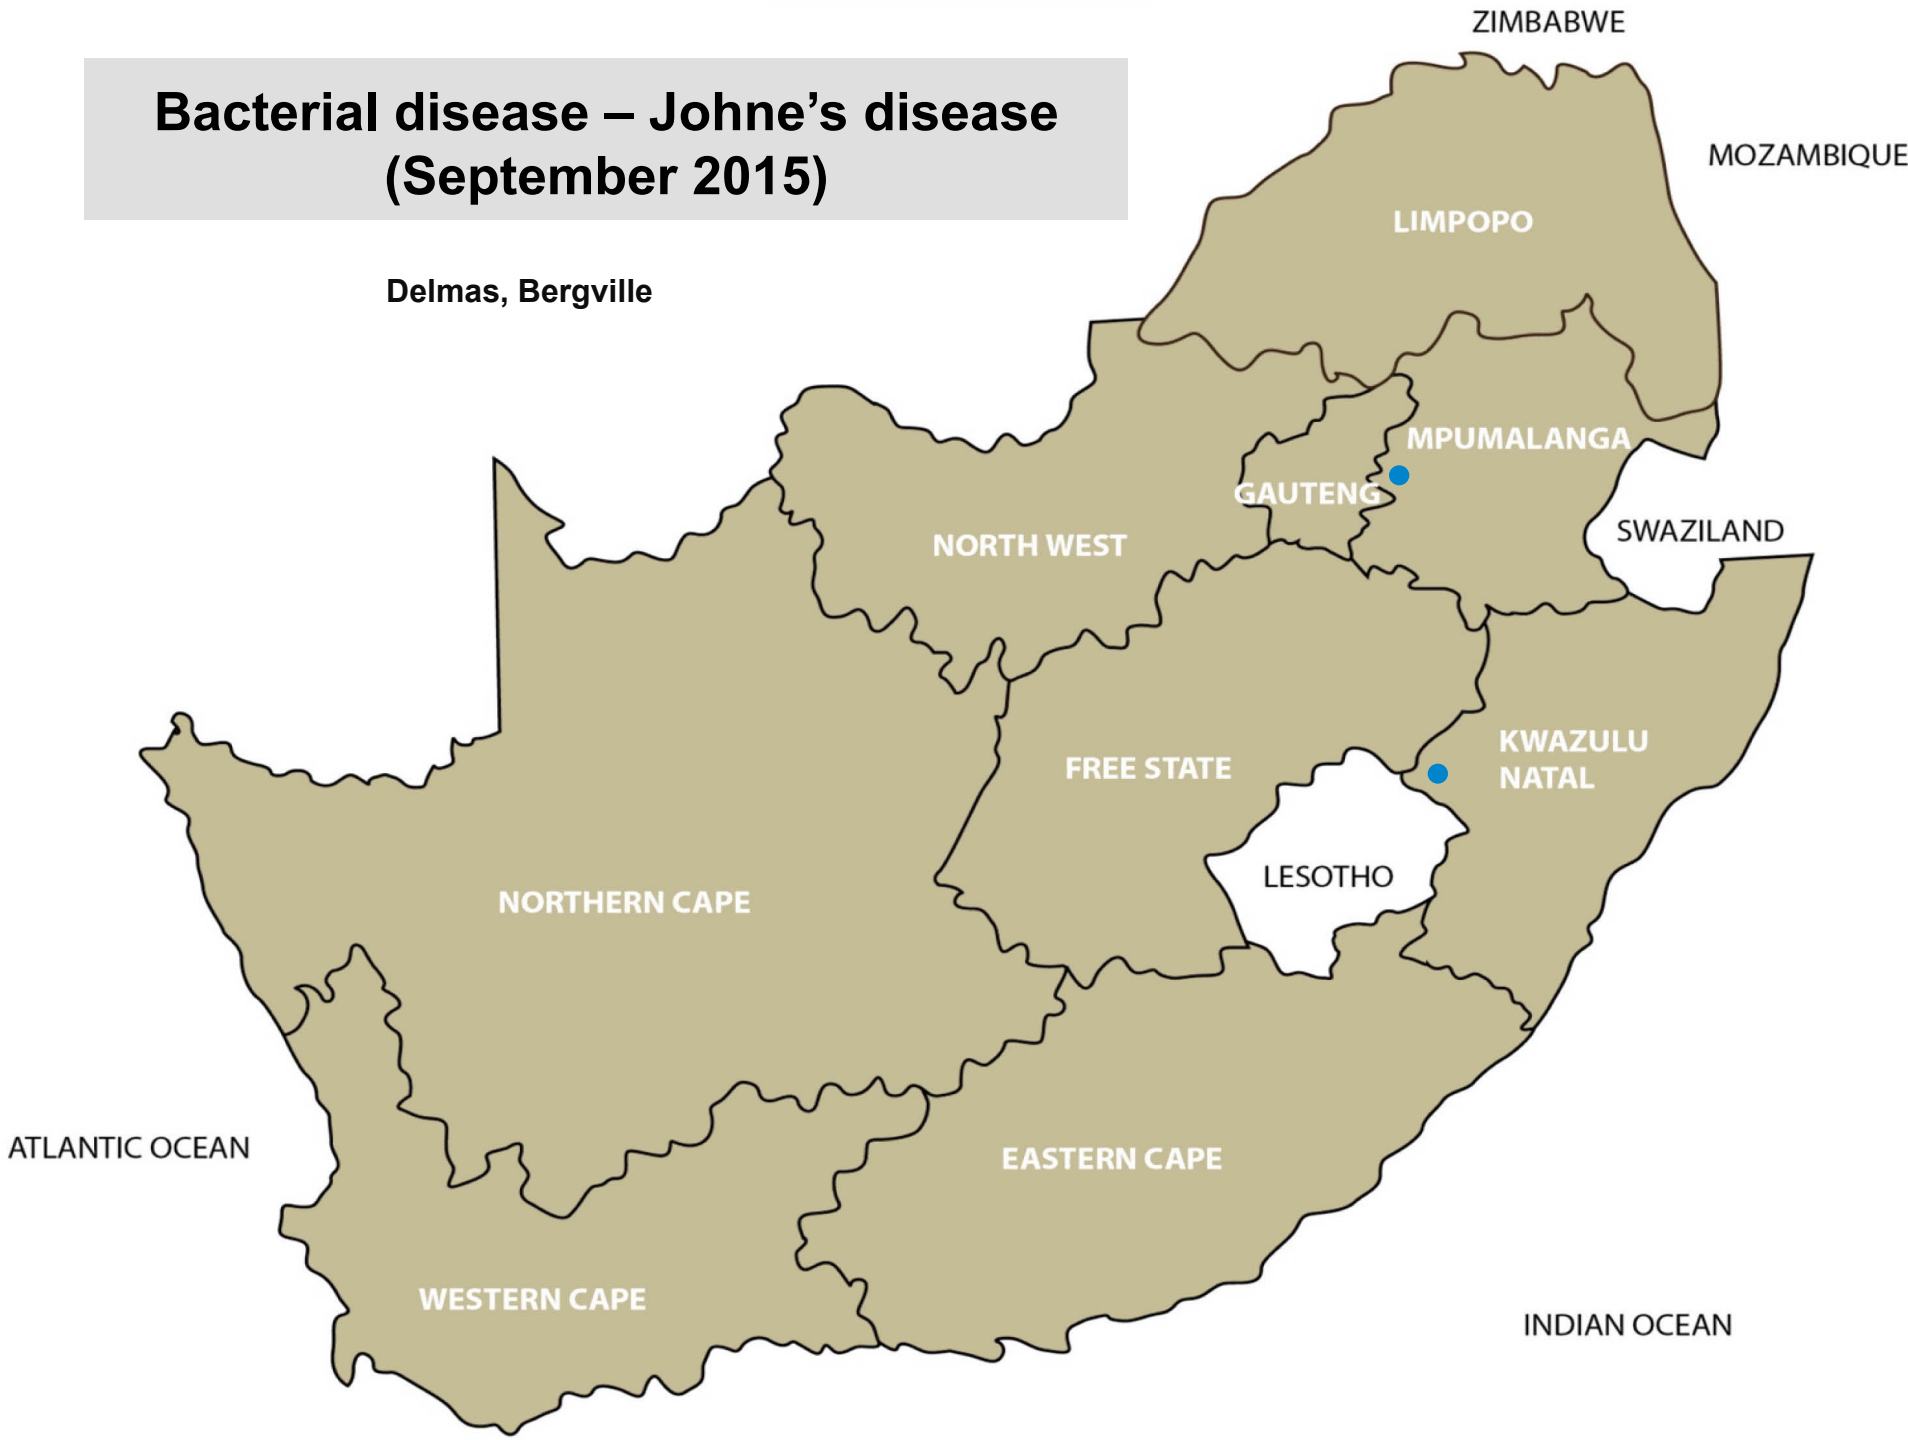 ZIMBABWE
Bacterial disease – Johne's disease
(September 2015)
MOZAMBIQUE
LIMPOPO
Delmas, Bergville
MPUMALANGA
GAUTENG
SWAZILAND
NORTH WEST
KWAZULU
NATAL
FREE STATE
LESOTHO
NORTHERN CAPE
ATLANTIC OCEAN
EASTERN CAPE
WESTERN CAPE
INDIAN OCEAN